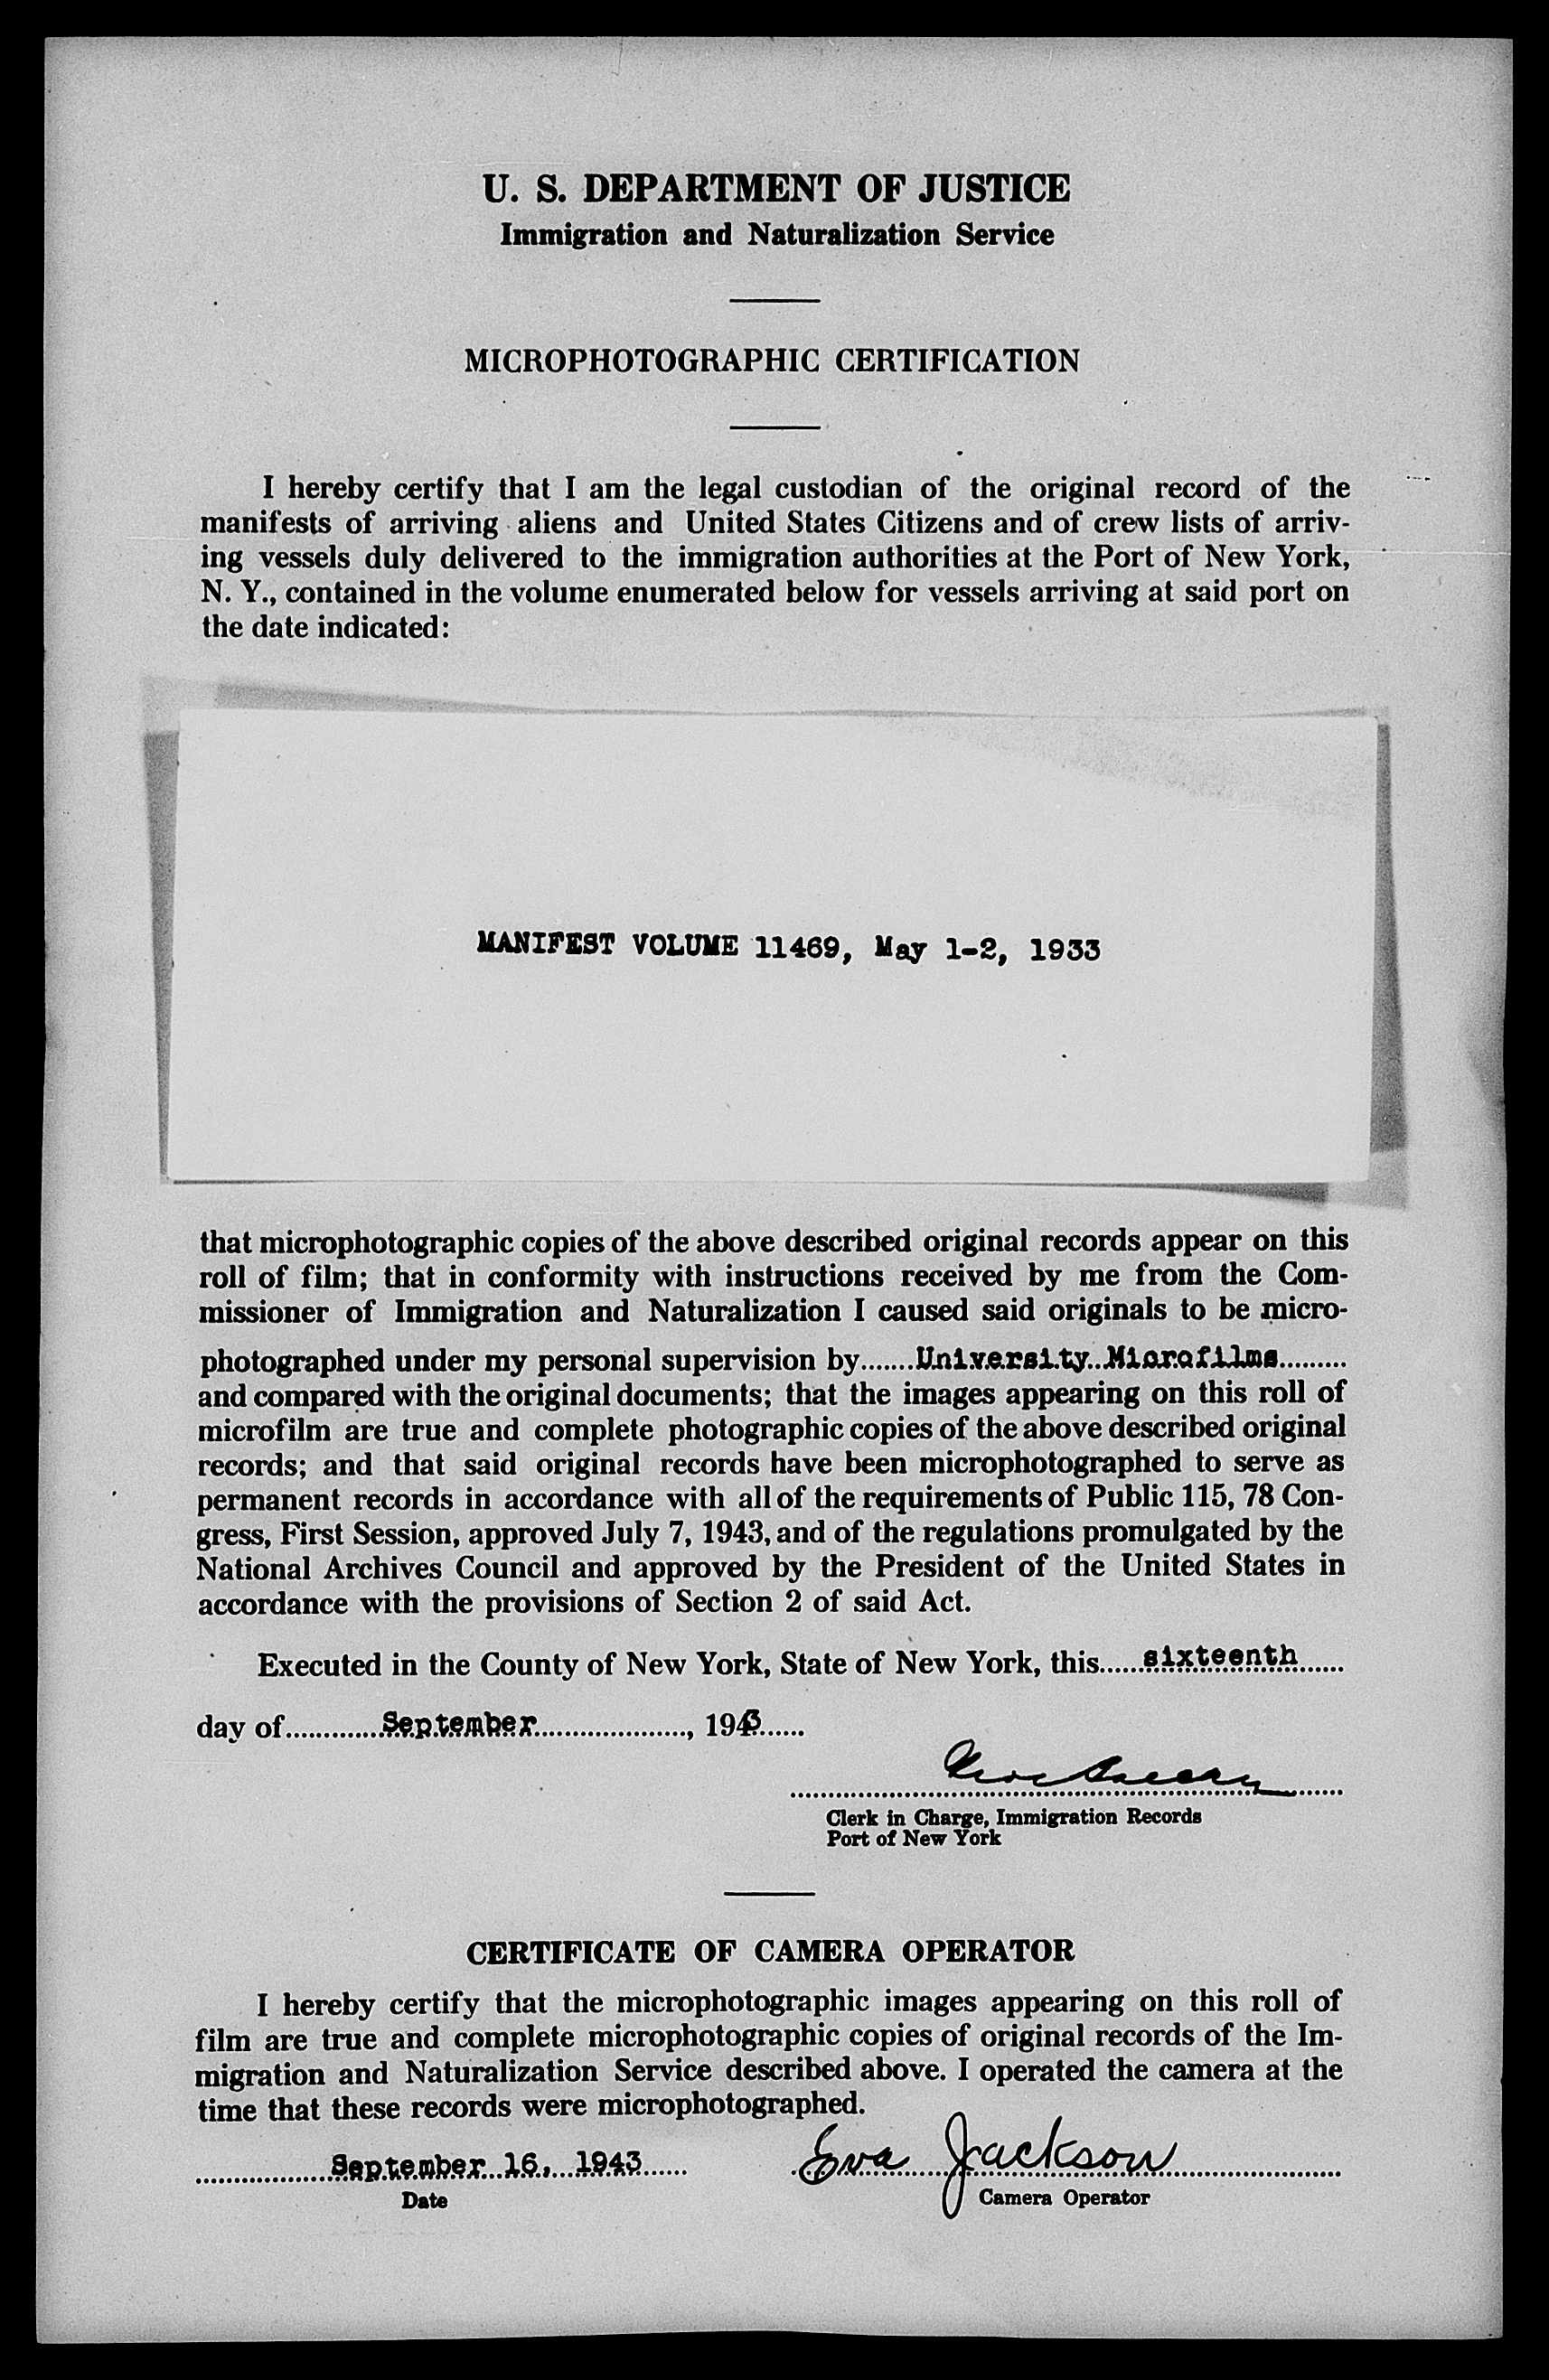 U. S. DEPARTMENT OF JUSTICE
Immigration and Naturalization Service
MICROPHOTOGRAPHIC CERTIFICATION
I hereby certify that I am the legal custodian of the original record of the
manifests of arriving aliens and United States Citizens and of crew lists of arriv-
ing vessels duly delivered to the immigration authorities at the Port of New York,
N. Y., contained in the volume enumerated below for vessels arriving at said port on
the date indicated:
MANIFEST VOLUME 11469, May 1-2, 1933
that microphotographic copies of the above described original records appear on this
roll of film; that in conformity with instructions received by me from the Com-
missioner of Immigration and Naturalization I caused said originals to be micro-
photographed under my personal supervision by University Microfilms
and compared with the original documents; that the images appearing on this roll of
microfilm are true and complete photographic copies of the above described original
records; and that said original records have been microphotographed to serve as
permanent records in accordance with all of the requirements of Public 115, 78 Con-
gress, First Session, approved July 7, 1943, and of the regulations promulgated by the
National Archives Council and approved by the President of the United States in
accordance with the provisions of Section 2 of said Act.
Executed in the County of New York, State of New York, this sixteenth
day of September, 1943
Clerk in Charge, Immigration Records
Port of New York
CERTIFICATE OF CAMERA OPERATOR
I hereby certify that the microphotographic images appearing on this roll of
film are true and complete microphotographic copies of original records of the Im-
migration and Naturalization Service described above. I operated the camera at the
time that these records were microphotographed.
September 16, 1943 Eva Jackson
Date Camera Operator